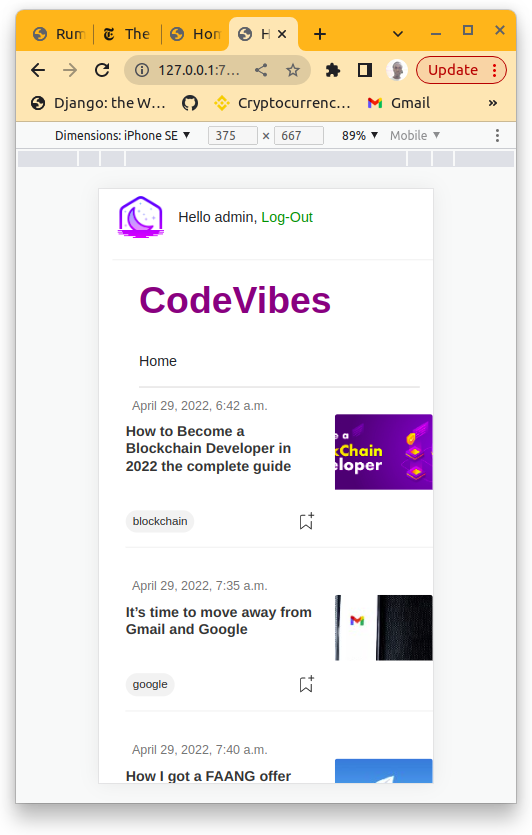 Rum
The
Hom
H
127.0.0.1:7…
Update
Django: the W…
Cryptocurrenc…
Gmail
»
Dimensions: iPhone SE
375 × 667
89%
Mobile
Hello admin, Log-Out
CodeVibes
Home
April 29, 2022, 6:42 a.m.
How to Become a
Blockchain Developer in
2022 the complete guide
e a
kChain
eloper
blockchain
April 29, 2022, 7:35 a.m.
It’s time to move away from
Gmail and Google
google
April 29, 2022, 7:40 a.m.
How I got a FAANG offer